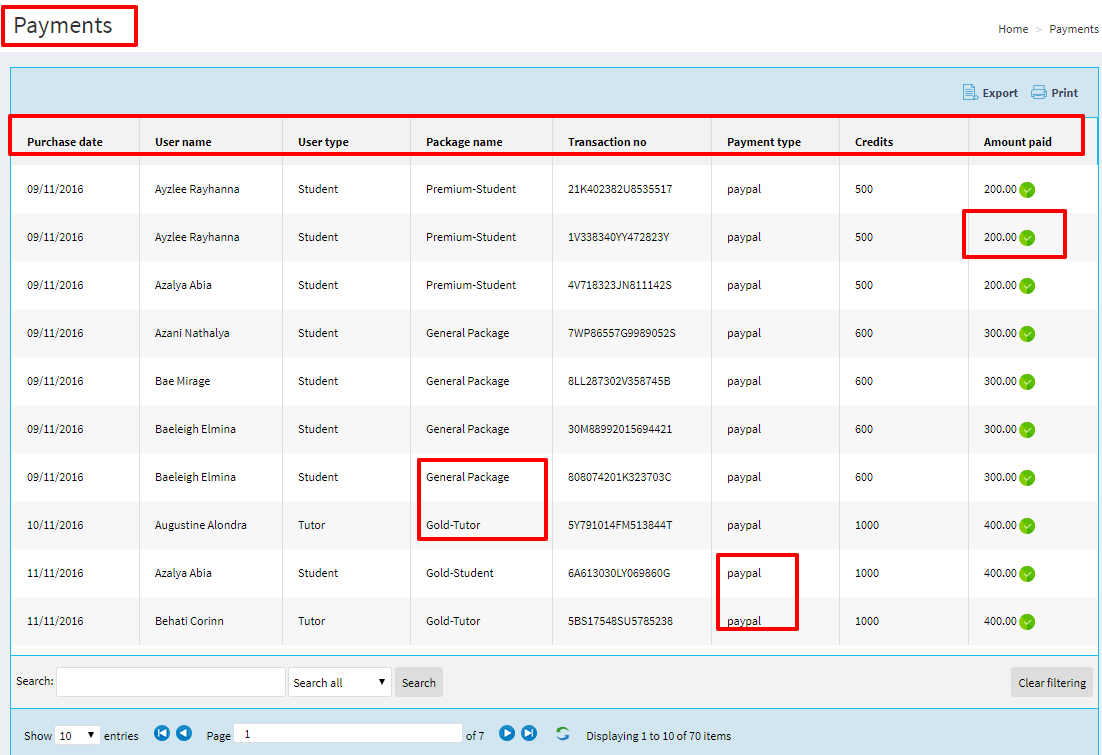 Payments
Home > Payments
Export Print
Purchase date User name User type Package name Transaction no Payment type Credits Amount paid
09/11/2016 Ayzlee Rayhanna Student Premium-Student 21K402382U8535517 paypal 500 200.00
09/11/2016 Ayzlee Rayhanna Student Premium-Student 1V338340YY472823Y paypal 500 200.00
09/11/2016 Azalya Abia Student Premium-Student 4V718323JN811142S paypal 500 200.00
09/11/2016 Azani Nathalya Student General Package 7WP86557G9989052S paypal 600 300.00
09/11/2016 Bae Mirage Student General Package 8LL287302V358745B paypal 600 300.00
09/11/2016 Baeleigh Elmina Student General Package 30M88992015694421 paypal 600 300.00
09/11/2016 Baeleigh Elmina Student General Package 808074201K323703C paypal 600 300.00
10/11/2016 Augustine Alondra Tutor Gold-Tutor 5Y791014FM513844T paypal 1000 400.00
11/11/2016 Azalya Abia Student Gold-Student 6A613030LY069860G paypal 1000 400.00
11/11/2016 Behati Corinn Tutor Gold-Tutor 5BS17548SU5785238 paypal 1000 400.00
Search: Search all Search Clear filtering
Show 10 entries Page 1 of 7 Displaying 1 to 10 of 70 items